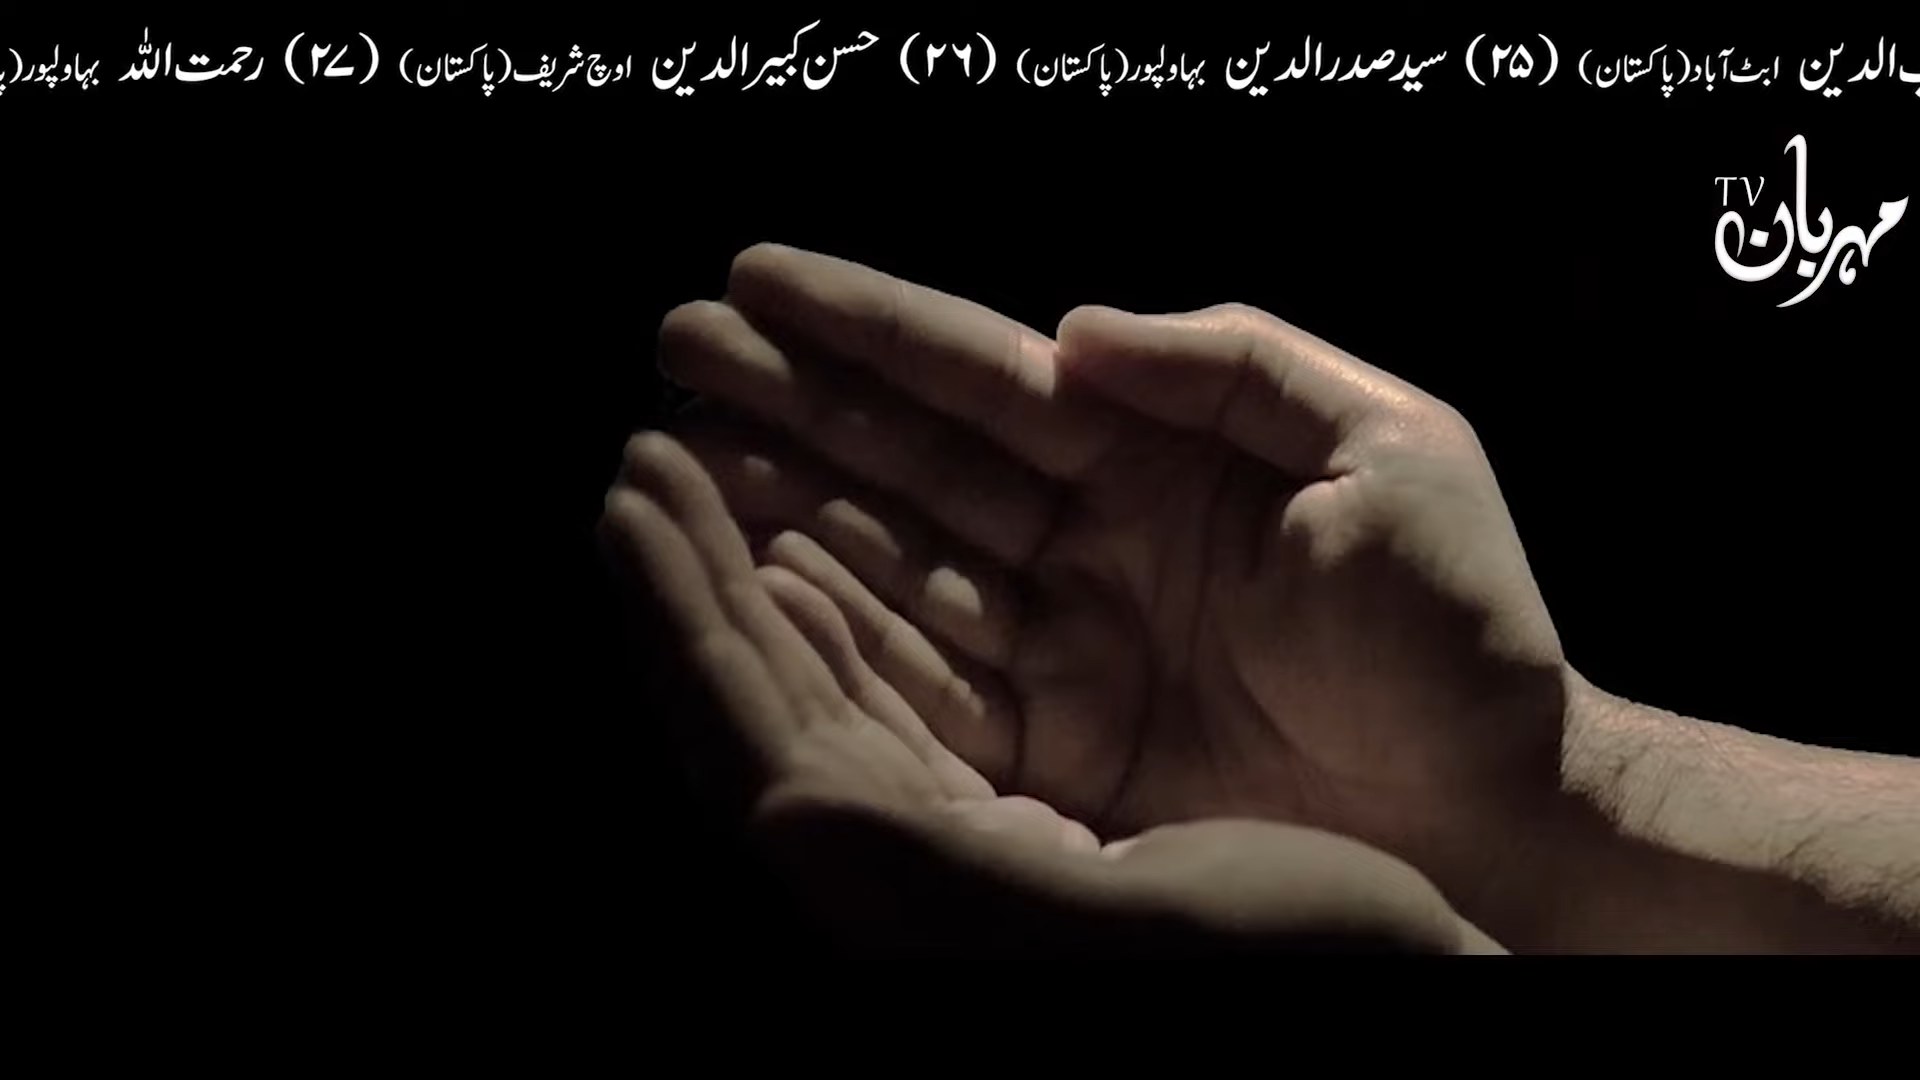 الدین ابٹ آباد(پاکستان) (۲۵) سید صدرالدین بہاولپور(پاکستان) (۲۶) حسن کبیرالدین اوچ شریف(پاکستان) (۲۷) رحمت اللہ بہاولپور
TV
مہربان